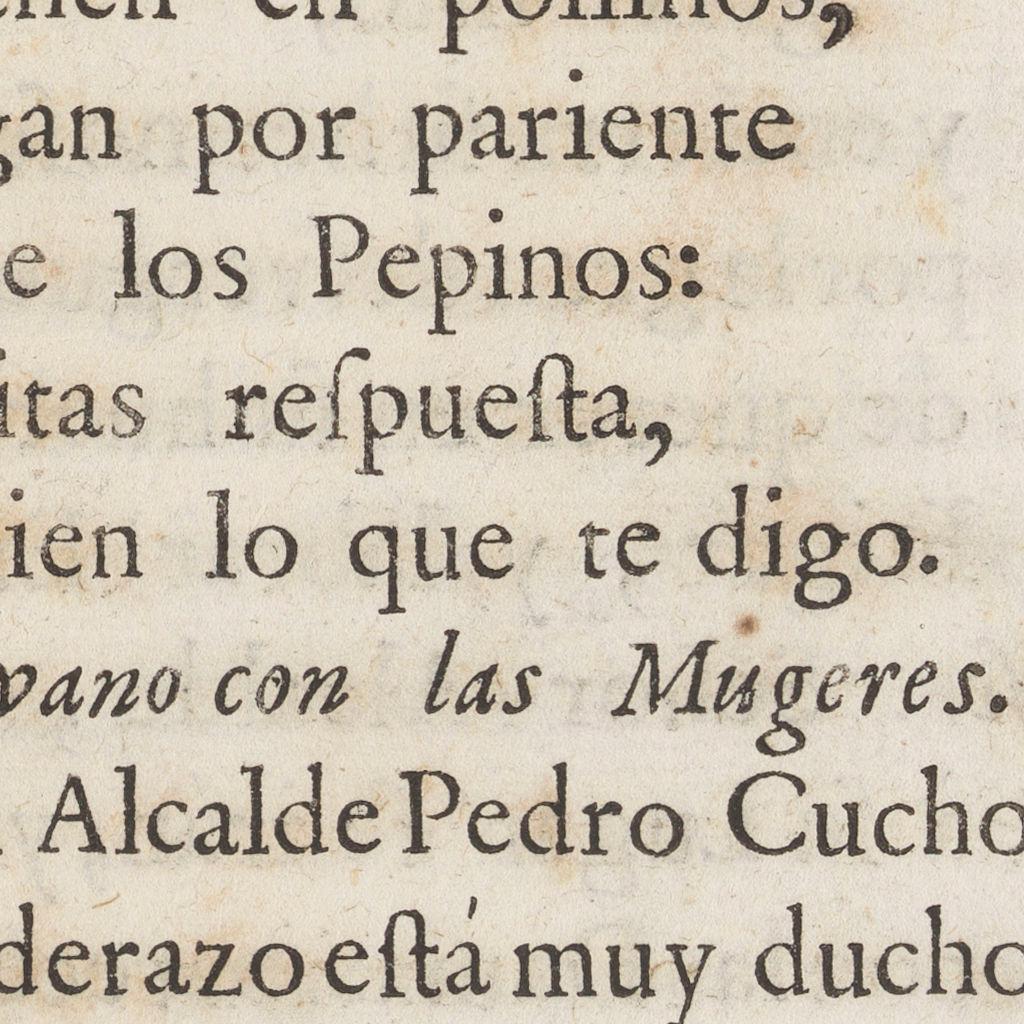 en pollinos,
gan por pariente
e los Pepinos:
itas reſpueſta,
ien lo que te digo.
vano con las Mugeres.
Alcalde Pedro Cucho
derazo eſtá muy ducho